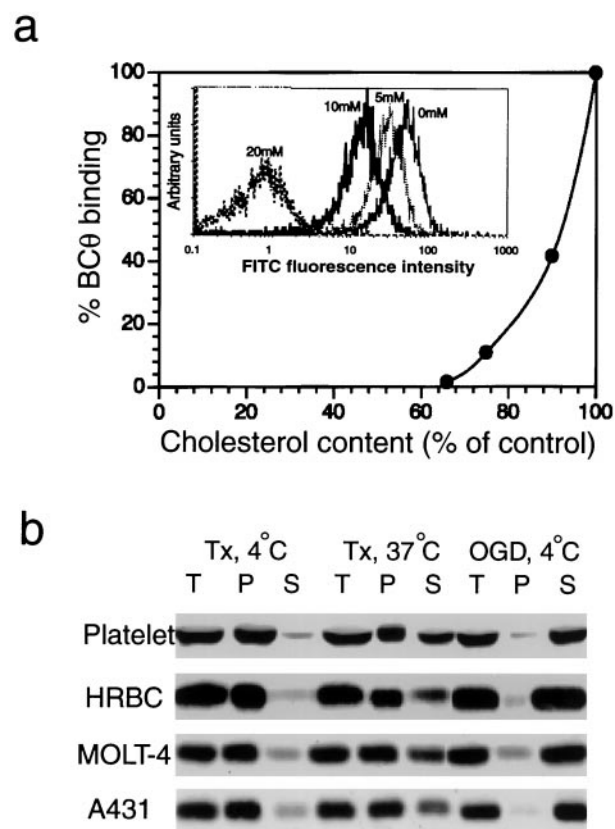 a
% BCθ binding
100
80
60
40
20
0
Arbitrary units
20mM
10mM
5mM
0mM
0.1 1 10 100 1000
FITC fluorescence intensity
0 20 40 60 80 100
Cholesterol content (% of control)
b
Tx, 4°C Tx, 37°C OGD, 4°C
T P S T P S T P S
Platelet
HRBC
MOLT-4
A431